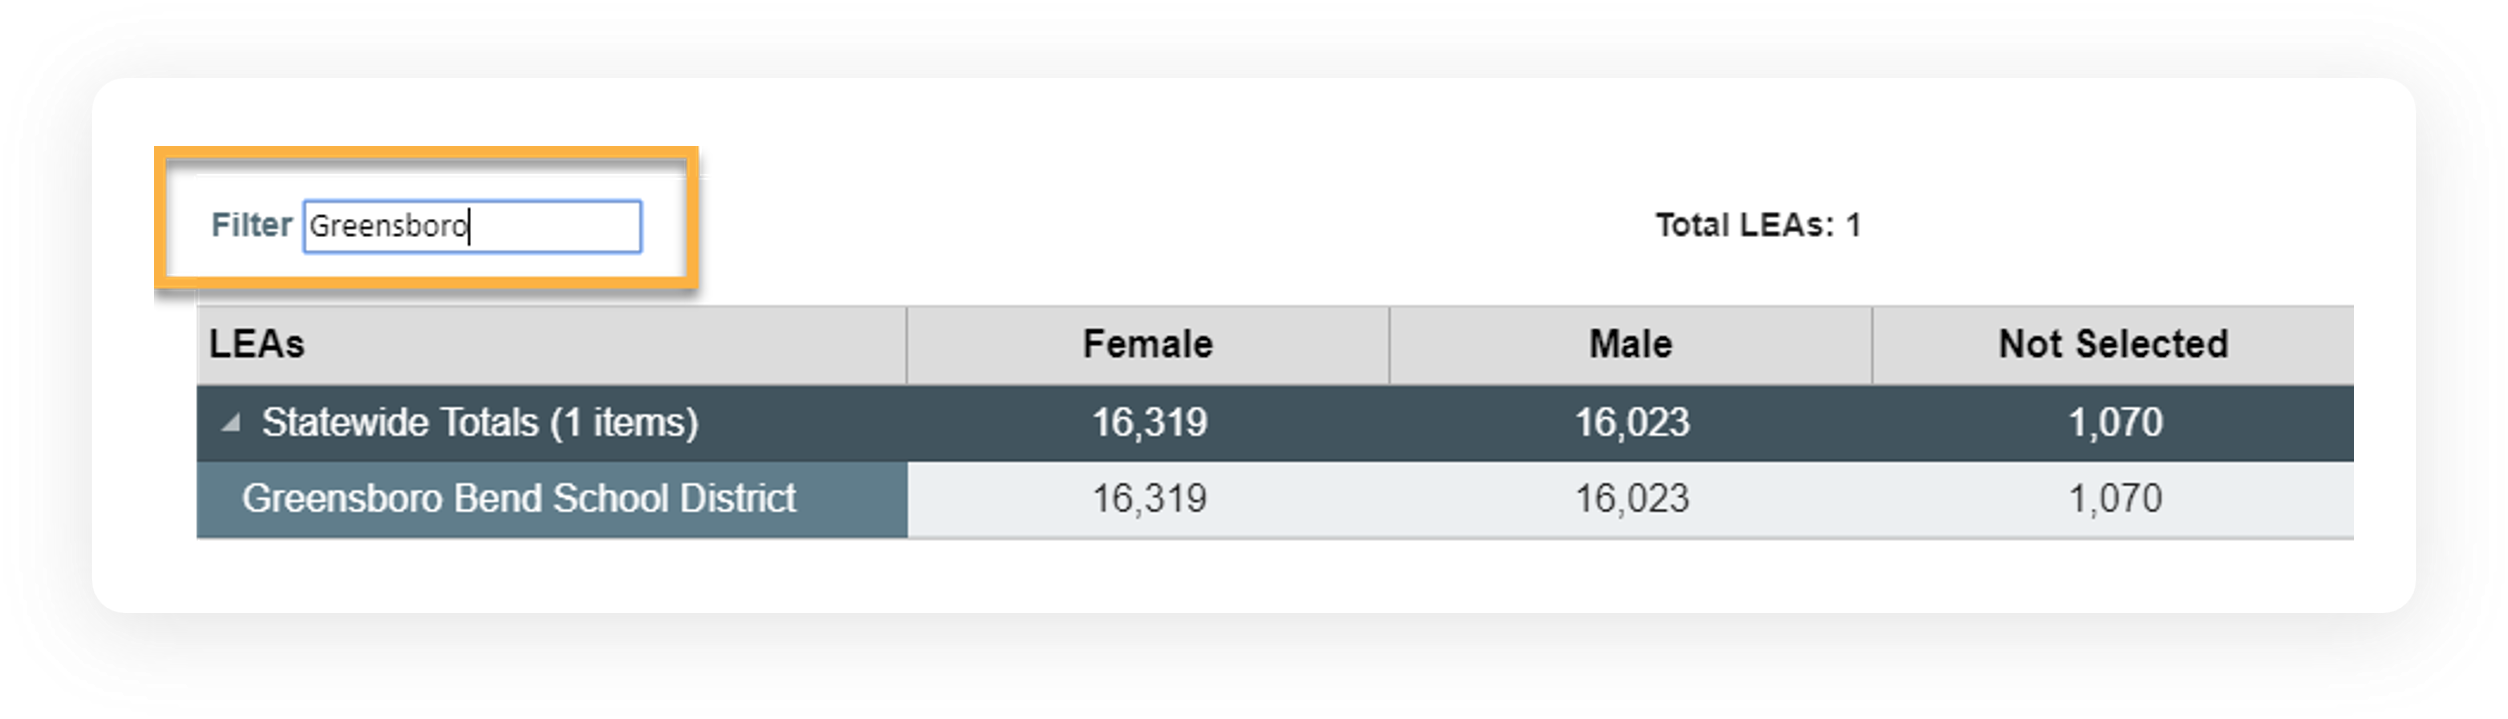 Filter Greensboro Total LEAs: 1
LEAs Female Male Not Selected
Statewide Totals (1 items) 16,319 16,023 1,070
Greensboro Bend School District 16,319 16,023 1,070